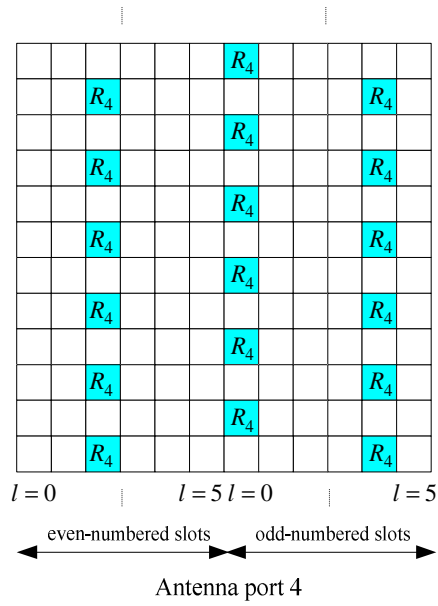 R4
R4 R4
R4
R4 R4
R4
R4 R4
R4
R4 R4
R4
R4 R4
R4
R4 R4
l = 0 l = 5 l = 0 l = 5
even-numbered slots odd-numbered slots
Antenna port 4